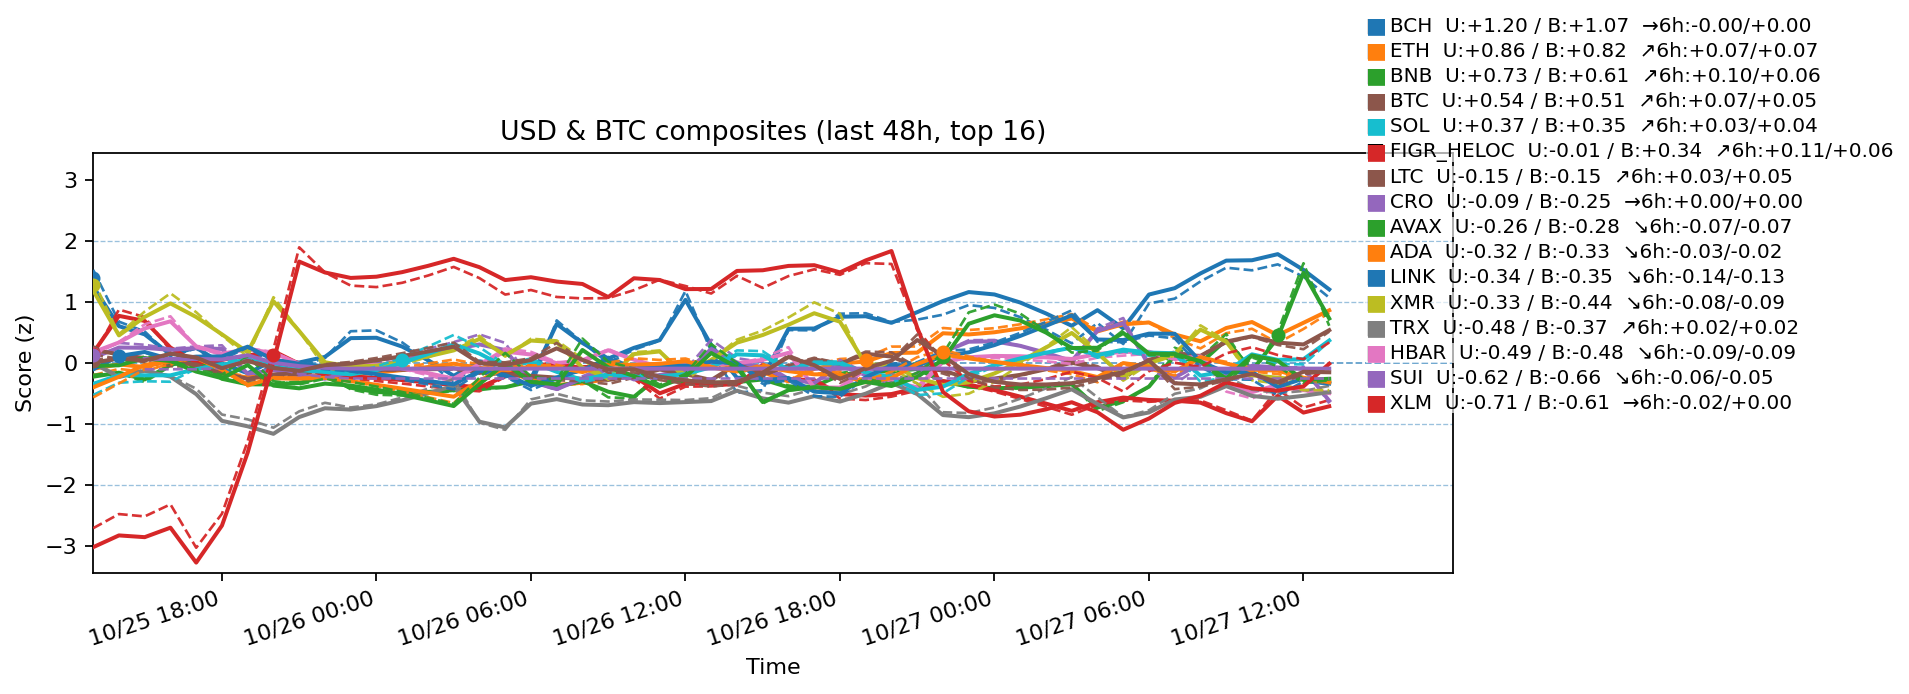 BCH U:+1.20 / B:+1.07 →6h:-0.00/+0.00
ETH U:+0.86 / B:+0.82 ↗6h:+0.07/+0.07
BNB U:+0.73 / B:+0.61 ↗6h:+0.10/+0.06
BTC U:+0.54 / B:+0.51 ↗6h:+0.07/+0.05
SOL U:+0.37 / B:+0.35 ↗6h:+0.03/+0.04
FIGR_HELOC U:-0.01 / B:+0.34 ↗6h:+0.11/+0.06
LTC U:-0.15 / B:-0.15 ↗6h:+0.03/+0.05
CRO U:-0.09 / B:-0.25 →6h:+0.00/+0.00
AVAX U:-0.26 / B:-0.28 ↘6h:-0.07/-0.07
ADA U:-0.32 / B:-0.33 ↘6h:-0.03/-0.02
LINK U:-0.34 / B:-0.35 ↘6h:-0.14/-0.13
XMR U:-0.33 / B:-0.44 ↘6h:-0.08/-0.09
TRX U:-0.48 / B:-0.37 ↗6h:+0.02/+0.02
HBAR U:-0.49 / B:-0.48 ↘6h:-0.09/-0.09
SUI U:-0.62 / B:-0.66 ↘6h:-0.06/-0.05
XLM U:-0.71 / B:-0.61 →6h:-0.02/+0.00
USD & BTC composites (last 48h, top 16)
Score (z)
3
2
1
0
−1
−2
−3
10/25 18:00
10/26 00:00
10/26 06:00
10/26 12:00
10/26 18:00
10/27 00:00
10/27 06:00
10/27 12:00
Time